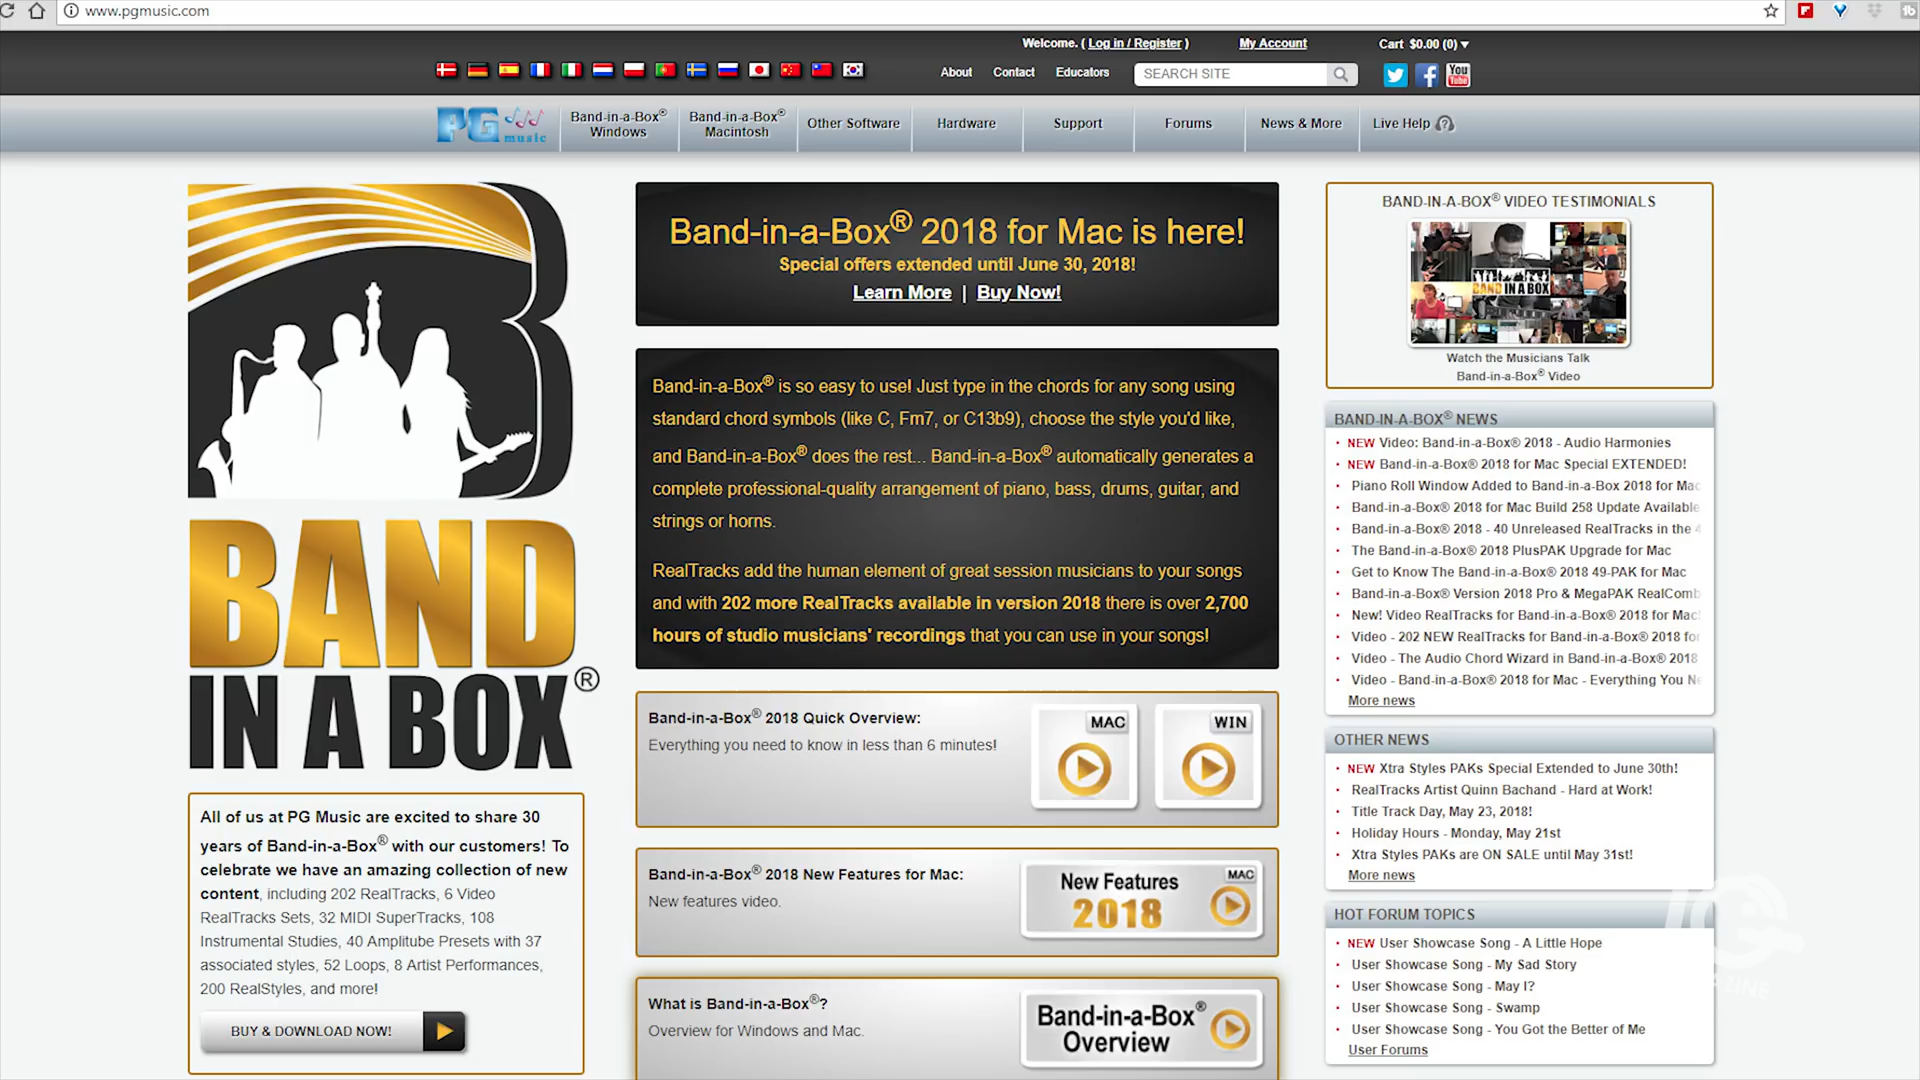 www.pgmusic.com
Welcome. ( Log in / Register )
My Account
Cart $0.00 (0) ▾
About
Contact
Educators
SEARCH SITE
You
Tube
PG music
Band-in-a-Box®
Windows
Band-in-a-Box®
Macintosh
Other Software
Hardware
Support
Forums
News & More
Live Help
BAND
IN A BOX®
All of us at PG Music are excited to share 30
years of Band-in-a-Box® with our customers! To
celebrate we have an amazing collection of new
content, including 202 RealTracks, 6 Video
RealTracks Sets, 32 MIDI SuperTracks, 108
Instrumental Studies, 40 Amplitube Presets with 37
associated styles, 52 Loops, 8 Artist Performances,
200 RealStyles, and more!
BUY & DOWNLOAD NOW!
Band-in-a-Box® 2018 for Mac is here!
Special offers extended until June 30, 2018!
Learn More | Buy Now!
Band-in-a-Box® is so easy to use! Just type in the chords for any song using
standard chord symbols (like C, Fm7, or C13b9), choose the style you'd like,
and Band-in-a-Box® does the rest... Band-in-a-Box® automatically generates a
complete professional-quality arrangement of piano, bass, drums, guitar, and
strings or horns.
RealTracks add the human element of great session musicians to your songs
and with 202 more RealTracks available in version 2018 there is over 2,700
hours of studio musicians' recordings that you can use in your songs!
Band-in-a-Box® 2018 Quick Overview:
Everything you need to know in less than 6 minutes!
MAC
WIN
Band-in-a-Box® 2018 New Features for Mac:
New features video.
New Features
2018
MAC
What is Band-in-a-Box®?
Overview for Windows and Mac.
Band-in-a-Box®
Overview
BAND-IN-A-BOX® VIDEO TESTIMONIALS
BAND IN A BOX
Watch the Musicians Talk
Band-in-a-Box® Video
BAND-IN-A-BOX® NEWS
NEW Video: Band-in-a-Box® 2018 - Audio Harmonies
NEW Band-in-a-Box® 2018 for Mac Special EXTENDED!
Piano Roll Window Added to Band-in-a-Box 2018 for Mac
Band-in-a-Box® 2018 for Mac Build 258 Update Available
Band-in-a-Box® 2018 - 40 Unreleased RealTracks in the 4
The Band-in-a-Box® 2018 PlusPAK Upgrade for Mac
Get to Know The Band-in-a-Box® 2018 49-PAK for Mac
Band-in-a-Box® Version 2018 Pro & MegaPAK RealComb
New! Video RealTracks for Band-in-a-Box® 2018 for Mac!
Video - 202 NEW RealTracks for Band-in-a-Box® 2018 for
Video - The Audio Chord Wizard in Band-in-a-Box® 2018
Video - Band-in-a-Box® 2018 for Mac - Everything You Ne
More news
OTHER NEWS
NEW Xtra Styles PAKs Special Extended to June 30th!
RealTracks Artist Quinn Bachand - Hard at Work!
Title Track Day, May 23, 2018!
Holiday Hours - Monday, May 21st
Xtra Styles PAKs are ON SALE until May 31st!
More news
HOT FORUM TOPICS
NEW User Showcase Song - A Little Hope
User Showcase Song - My Sad Story
User Showcase Song - May I?
User Showcase Song - Swamp
User Showcase Song - You Got the Better of Me
User Forums